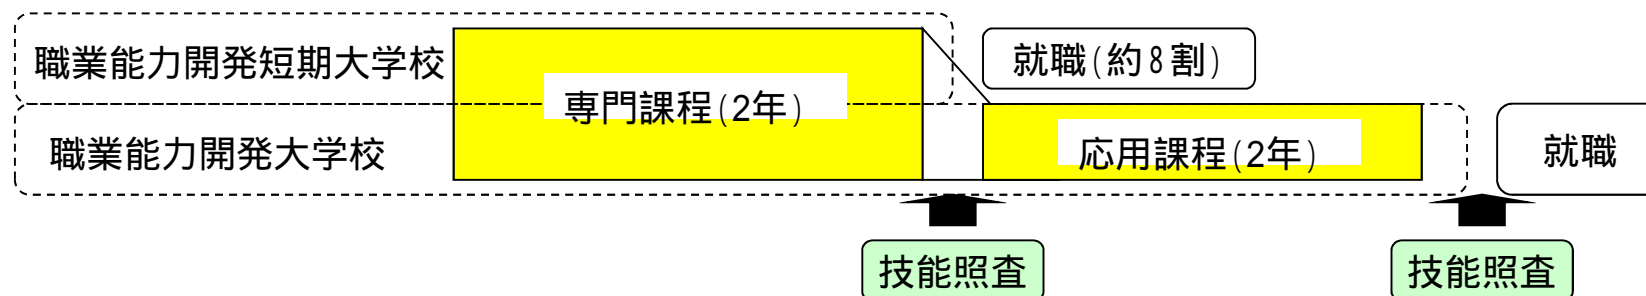 職業能力開発短期大学校
就職(約8割)
専門課程(2年)
職業能力開発大学校
応用課程(2年)
就職
技能照査
技能照査